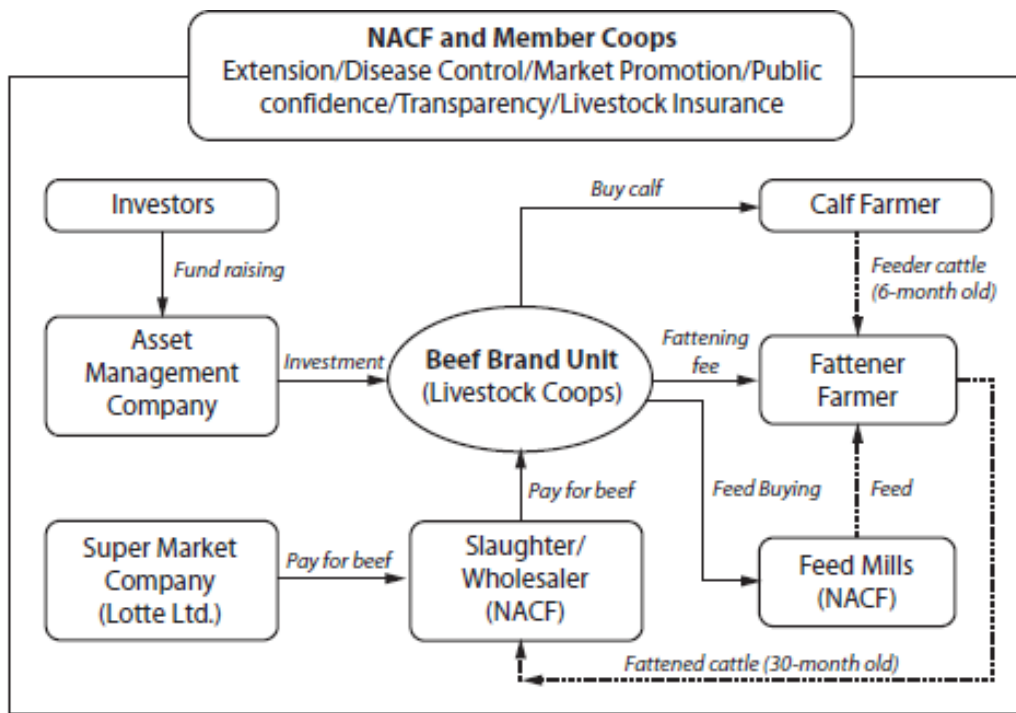 NACF and Member Coops
Extension/Disease Control/Market Promotion/Public
confidence/Transparency/Livestock Insurance
Investors
Buy calf
Calf Farmer
Fund raising
Feeder cattle
(6-month old)
Asset
Management
Company
Investment
Beef Brand Unit
(Livestock Coops)
Fattening
fee
Fattener
Farmer
Pay for beef
Feed Buying
Feed
Super Market
Company
(Lotte Ltd.)
Pay for beef
Slaughter/
Wholesaler
(NACF)
Feed Mills
(NACF)
Fattened cattle (30-month old)